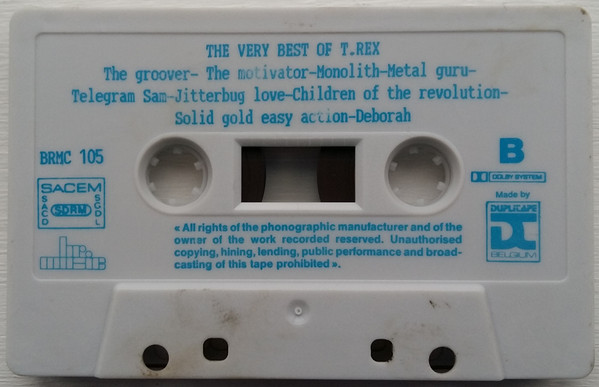 THE VERY BEST OF T.REX
The groover- The motivator-Monolith-Metal guru-
Telegram Sam-Jitterbug love-Children of the revolution-
Solid gold easy action-Deborah
BRMC 105
B
DOLBY SYSTEM
SACEM
SACD
SDRM
SGDL
Made by
DUPLITAPE
BELGIUM
« All rights of the phonographic manufacturer and of the
owner of the work recorded reserved. Unauthorised
copying, hining, lending, public performance and broad-
casting of this tape prohibited ».